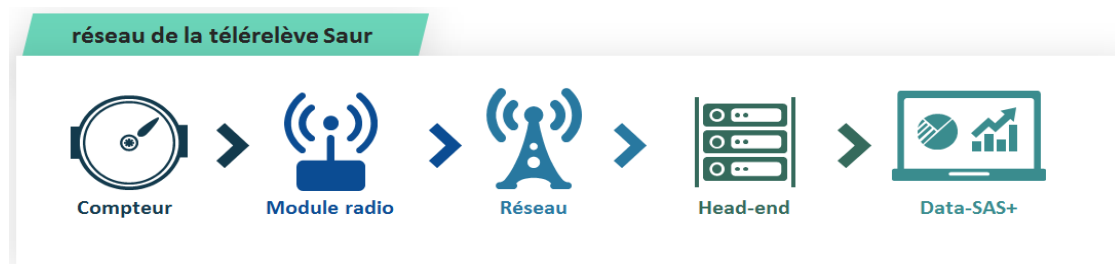 réseau de la télérelève Saur
Compteur
Module radio
Réseau
Head-end
Data-SAS+